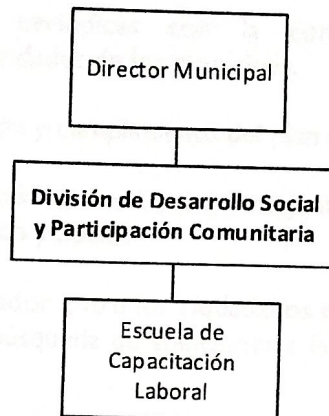 Director Municipal
División de Desarrollo Social
y Participación Comunitaria
Escuela de
Capacitación
Laboral